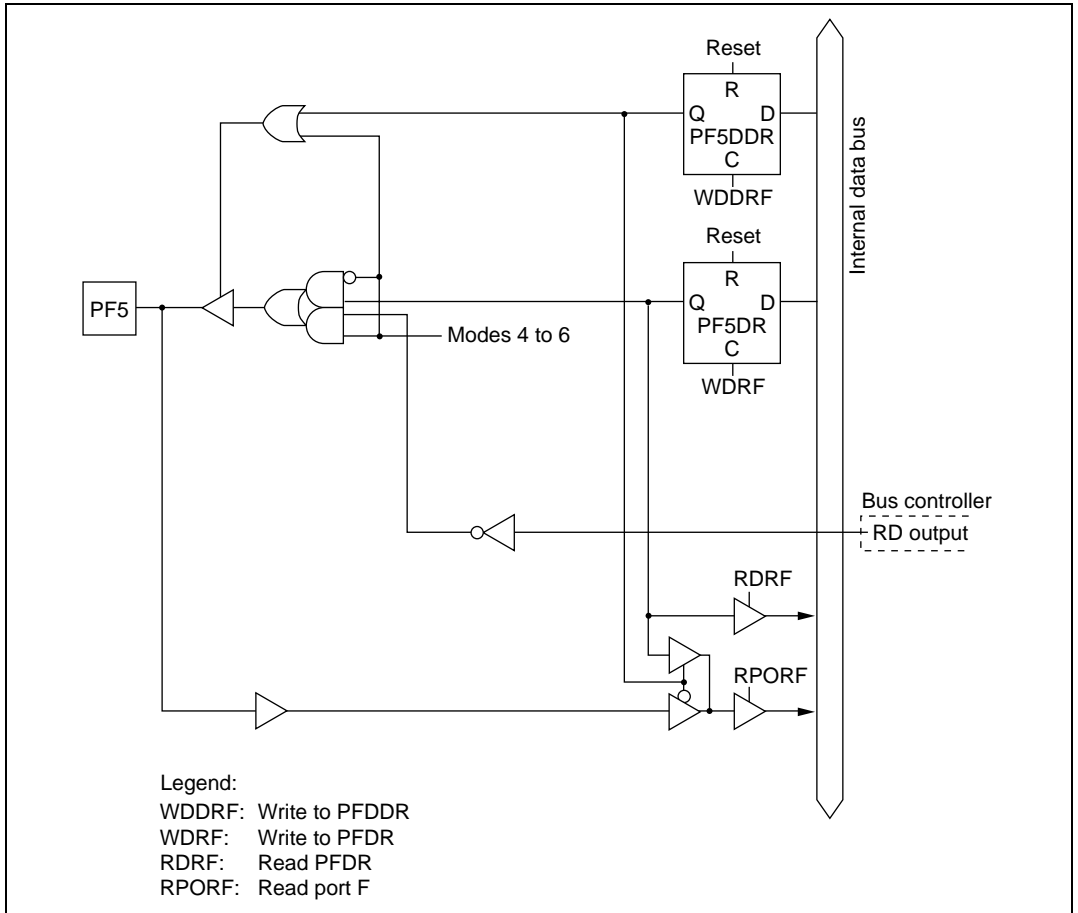 Reset
R
Q D
PF5DDR
C
WDDRF
Reset
R
Q D
PF5DR
C
WDRF
Internal data bus
PF5
Modes 4 to 6
Bus controller
RD output
RDRF
RPORF
Legend:
WDDRF: Write to PFDDR
WDRF: Write to PFDR
RDRF: Read PFDR
RPORF: Read port F